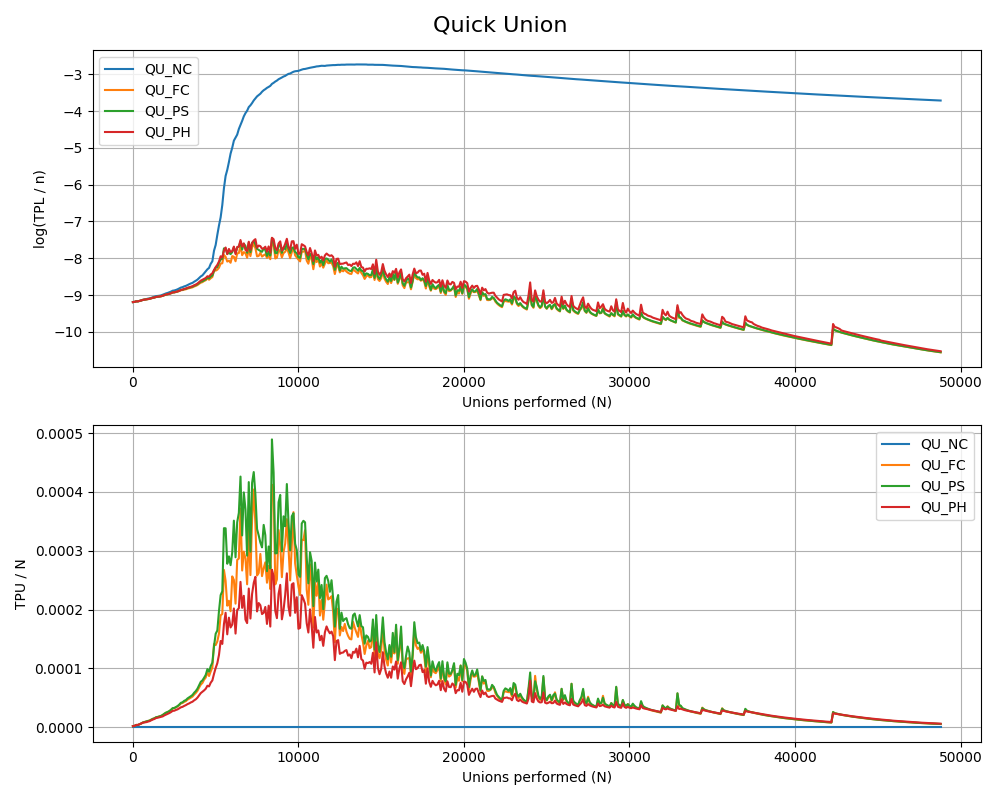 Quick Union
QU_NC
QU_FC
QU_PS
QU_PH
log(TPL / n)
−3
−4
−5
−6
−7
−8
−9
−10
0 10000 20000 30000 40000 50000
Unions performed (N)
QU_NC
QU_FC
QU_PS
QU_PH
TPU / N
0.0005
0.0004
0.0003
0.0002
0.0001
0.0000
0 10000 20000 30000 40000 50000
Unions performed (N)